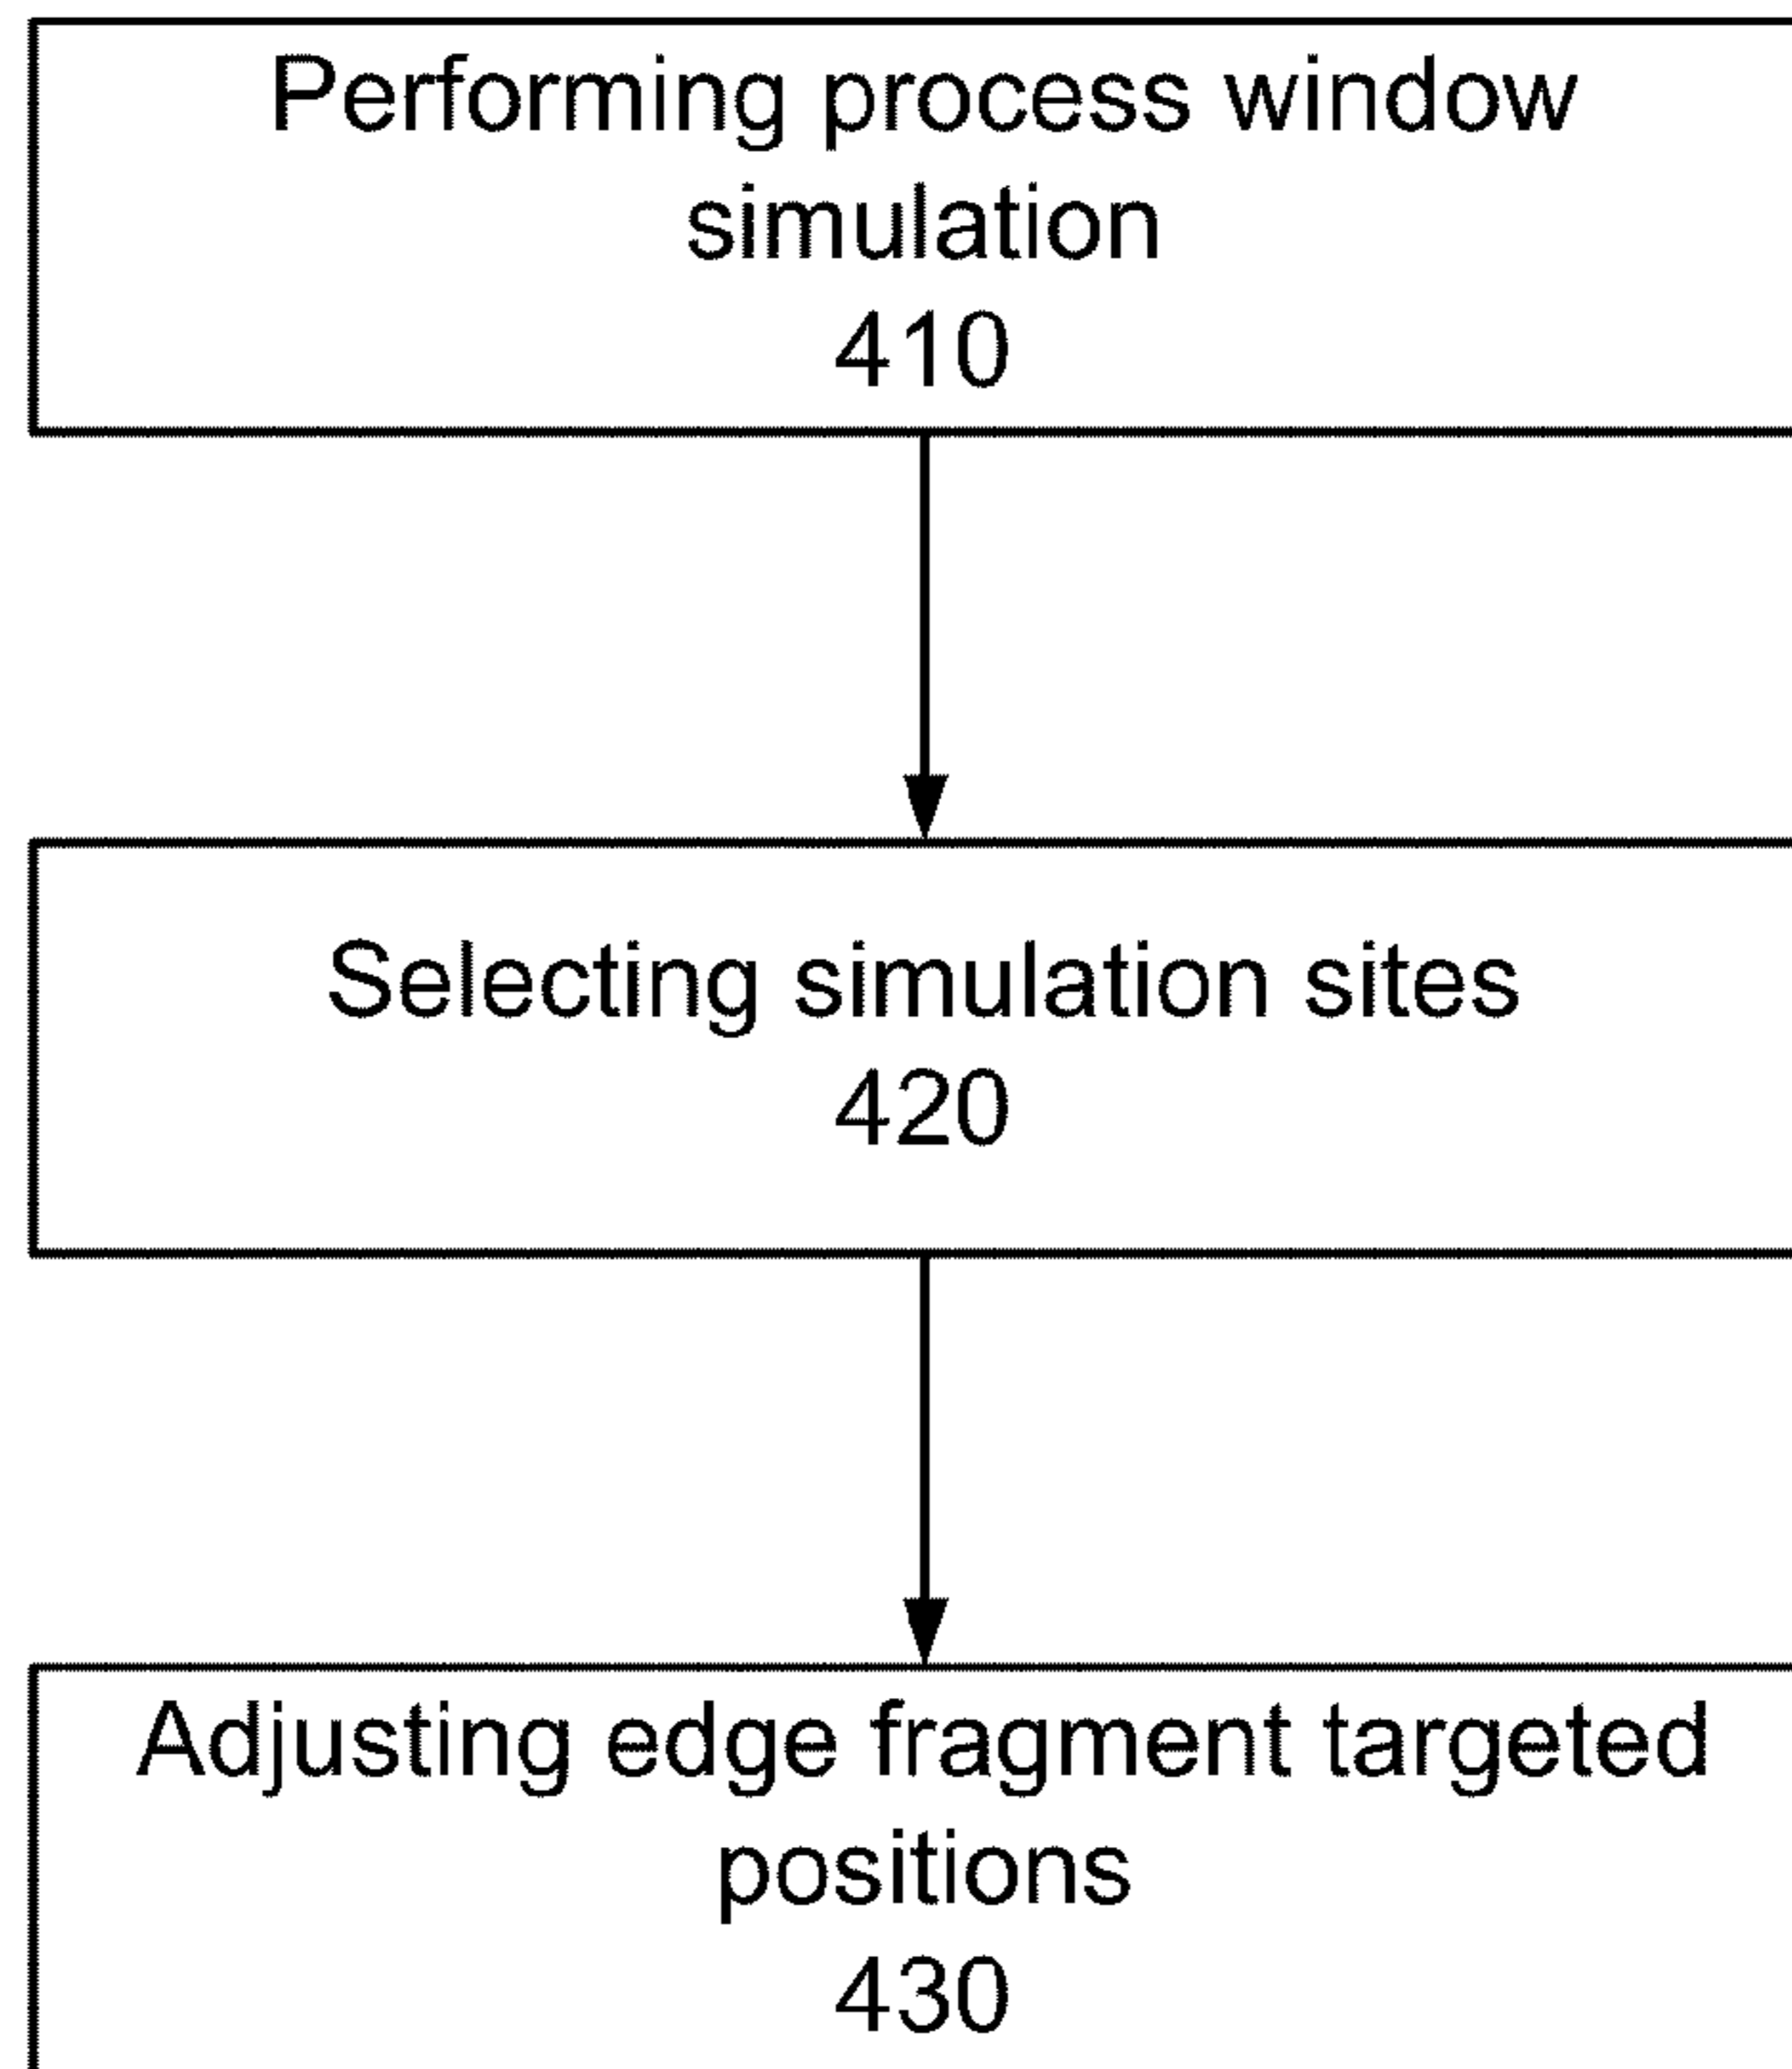 Performing process window
simulation
410
Selecting simulation sites
420
Adjusting edge fragment targeted
positions
430